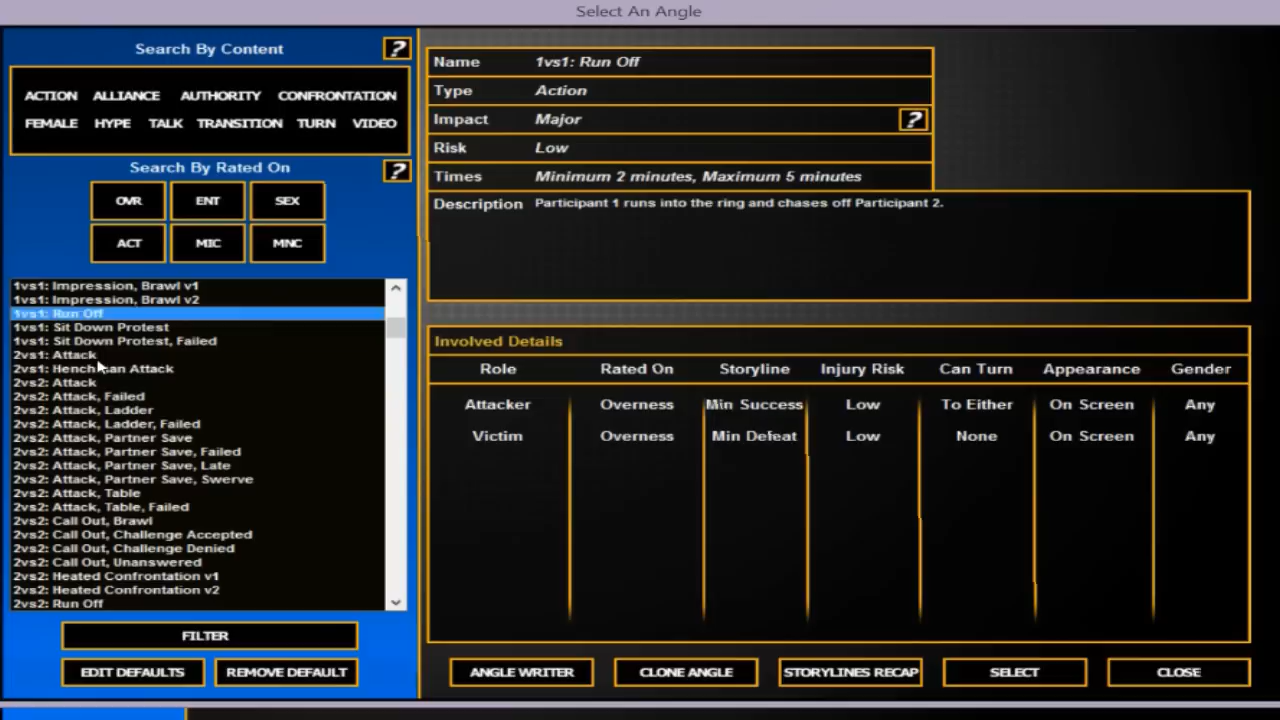 Select An Angle
Search By Content
?
ACTION ALLIANCE AUTHORITY CONFRONTATION
FEMALE HYPE TALK TRANSITION TURN VIDEO
Search By Rated On
?
OVR ENT SEX
ACT MIC MNC
1vs1: Impression, Brawl v1
1vs1: Impression, Brawl v2
1vs1: Run Off
1vs1: Sit Down Protest
1vs1: Sit Down Protest, Failed
2vs1: Attack
2vs1: Henchman Attack
2vs2: Attack
2vs2: Attack, Failed
2vs2: Attack, Ladder
2vs2: Attack, Ladder, Failed
2vs2: Attack, Partner Save
2vs2: Attack, Partner Save, Failed
2vs2: Attack, Partner Save, Late
2vs2: Attack, Partner Save, Swerve
2vs2: Attack, Table
2vs2: Attack, Table, Failed
2vs2: Call Out, Brawl
2vs2: Call Out, Challenge Accepted
2vs2: Call Out, Challenge Denied
2vs2: Call Out, Unanswered
2vs2: Heated Confrontation v1
2vs2: Heated Confrontation v2
2vs2: Run Off
FILTER
EDIT DEFAULTS REMOVE DEFAULT
Name 1vs1: Run Off
Type Action
Impact Major ?
Risk Low
Times Minimum 2 minutes, Maximum 5 minutes
Description Participant 1 runs into the ring and chases off Participant 2.
Involved Details
Role Rated On Storyline Injury Risk Can Turn Appearance Gender
Attacker Overness Min Success Low To Either On Screen Any
Victim Overness Min Defeat Low None On Screen Any
ANGLE WRITER CLONE ANGLE STORYLINES RECAP SELECT CLOSE